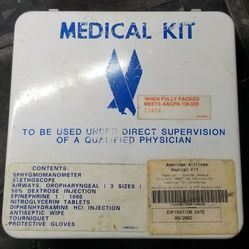 MEDICAL KIT
WHEN FULLY PACKED
MEETS AACPN 73K
TO BE USED UNDER DIRECT SUPERVISION
OF A QUALIFIED PHYSICIAN
CONTENTS:
SPHYGMOMANOMETER
STETHOSCOPE
AIRWAYS, OROPHARYNGEAL ( 3 SIZES )
50% DEXTROSE INJECTION
EPINEPHRINE 1 : 1000
NITROGLYCERIN TABLETS
DIPHENHYDRAMINE HCl INJECTION
ANTISEPTIC WIPE
TOURNIQUET
PROTECTIVE GLOVES
American Airlines
Medical Kit
EXPIRATION DATE
09/2002